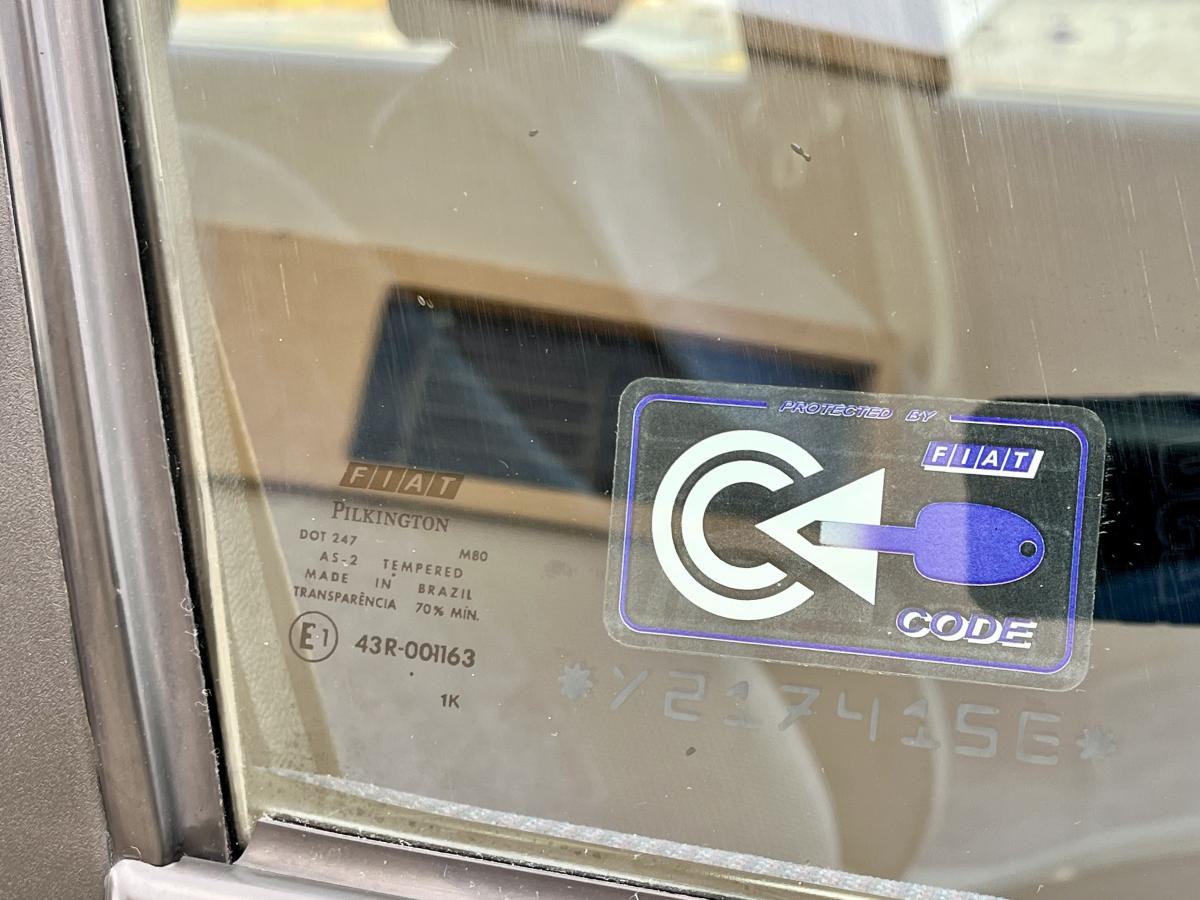 FIAT
PILKINGTON
DOT 247 M80
AS-2 TEMPERED
MADE IN BRAZIL
TRANSPARÊNCIA 70% MÍN.
E1 43R-001163
1K
PROTECTED BY
FIAT
CODE
*Y217415E*